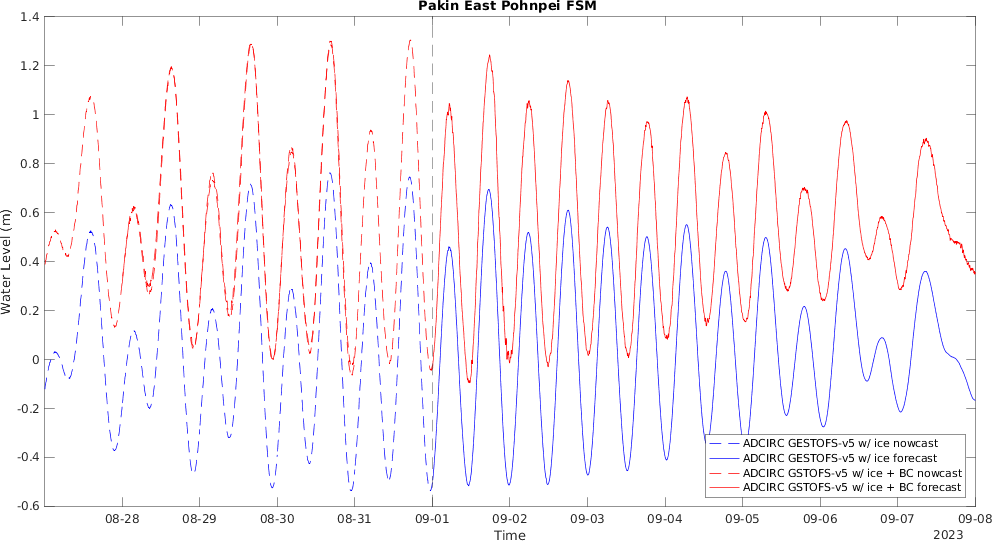 Pakin East Pohnpei FSM
1.4
1.2
1
0.8
0.6
0.4
0.2
0
-0.2
-0.4
-0.6
Water Level (m)
ADCIRC GESTOFS-v5 w/ ice nowcast
ADCIRC GESTOFS-v5 w/ ice forecast
ADCIRC GSTOFS-v5 w/ ice + BC nowcast
ADCIRC GSTOFS-v5 w/ ice + BC forecast
08-28 08-29 08-30 08-31 09-01 09-02 09-03 09-04 09-05 09-06 09-07 09-08
Time
2023